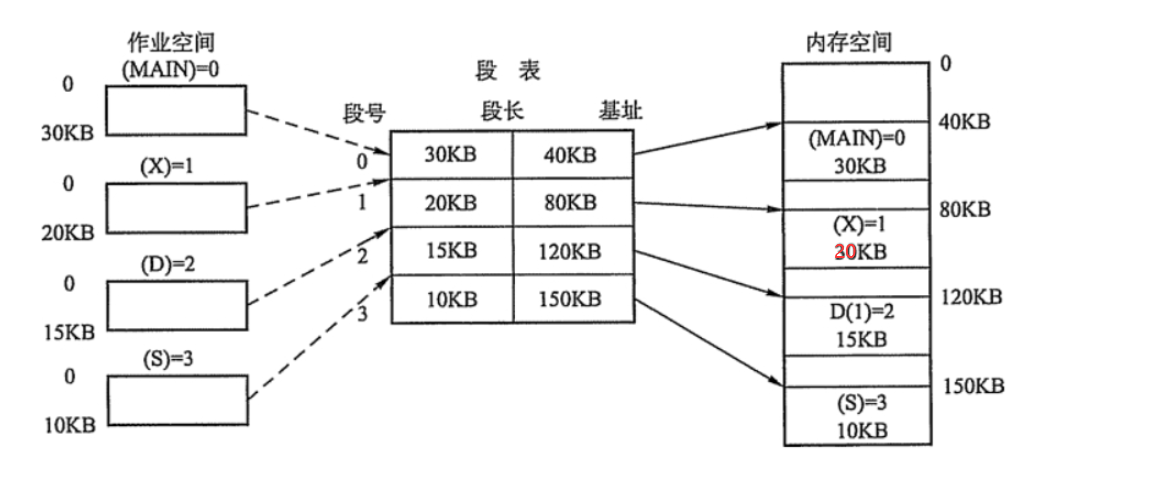 作业空间
(MAIN)=0
0
30KB
(X)=1
0
20KB
(D)=2
0
15KB
(S)=3
0
10KB
段 表
段号 段长 基址
0 30KB 40KB
1 20KB 80KB
2 15KB 120KB
3 10KB 150KB
内存空间
0
40KB
(MAIN)=0
30KB
80KB
(X)=1
120KB
D(1)=2
15KB
150KB
(S)=3
10KB